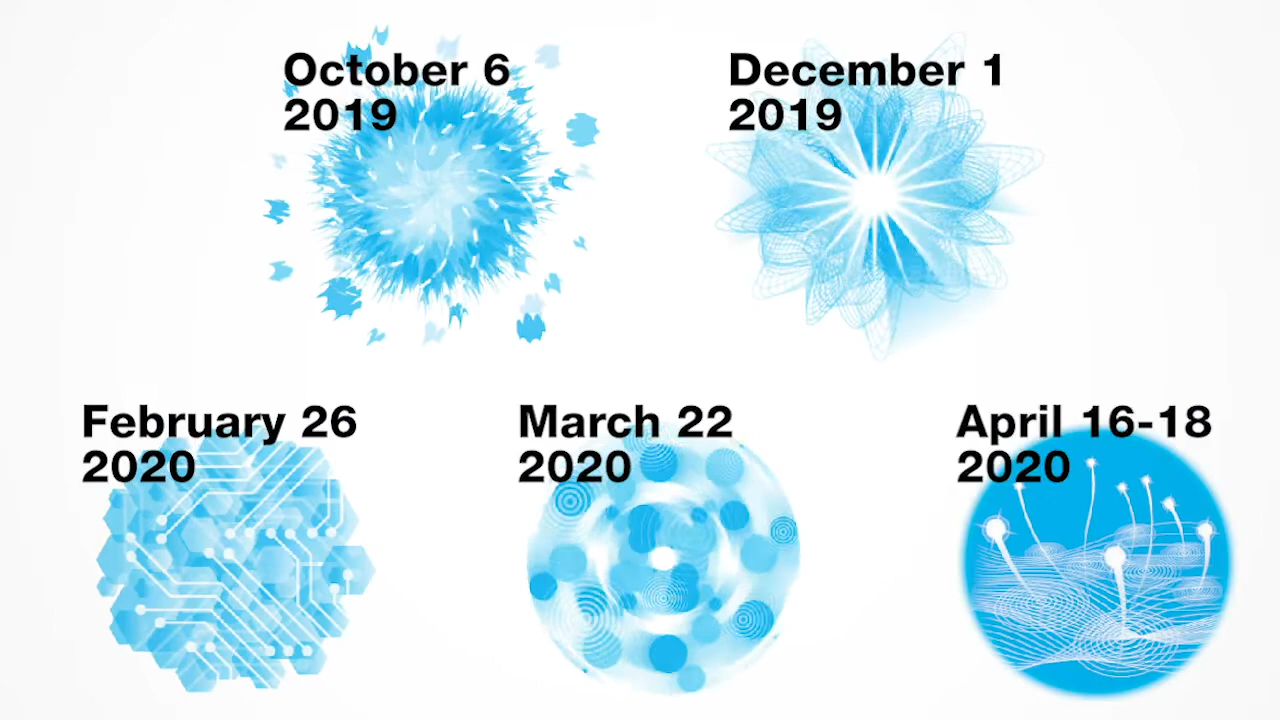 October 6
2019
December 1
2019
February 26
2020
March 22
2020
April 16-18
2020